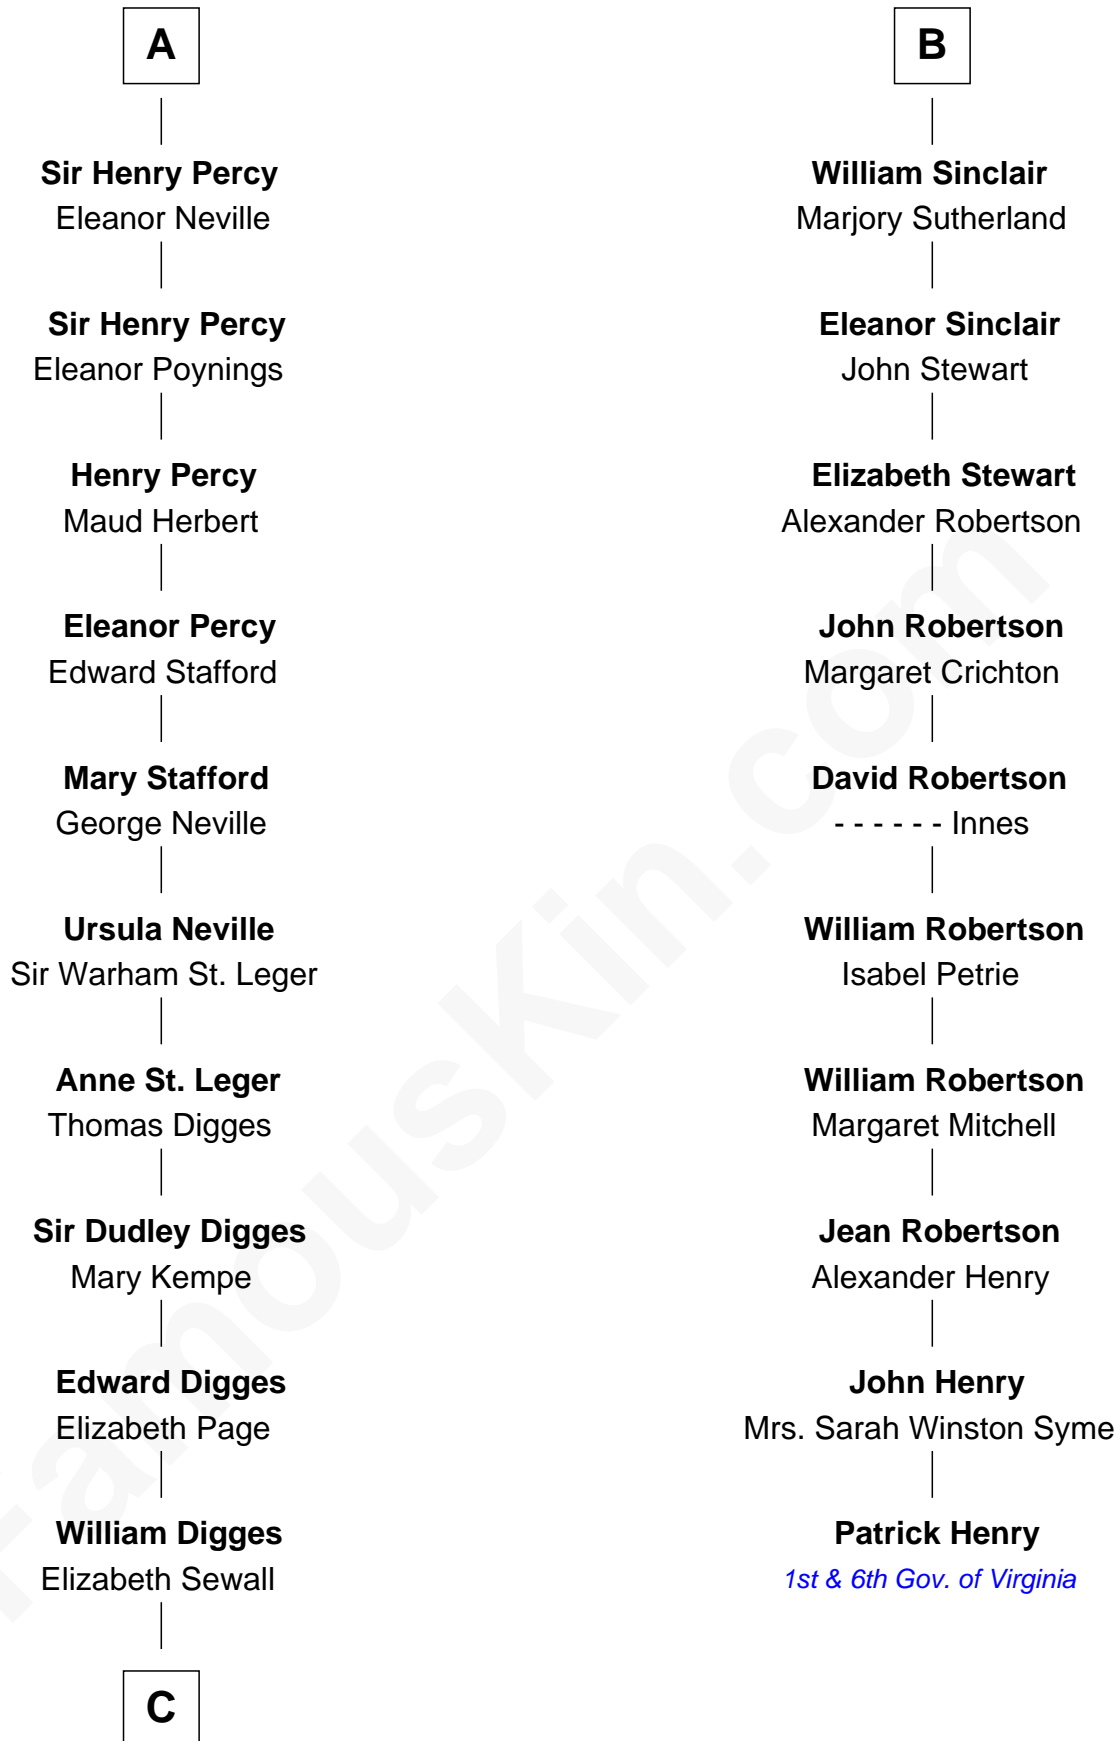 A
Sir Henry Percy
Eleanor Neville
Sir Henry Percy
Eleanor Poynings
Henry Percy
Maud Herbert
Eleanor Percy
Edward Stafford
Mary Stafford
George Neville
Ursula Neville
Sir Warham St. Leger
Anne St. Leger
Thomas Digges
Sir Dudley Digges
Mary Kempe
Edward Digges
Elizabeth Page
William Digges
Elizabeth Sewall
C
B
William Sinclair
Marjory Sutherland
Eleanor Sinclair
John Stewart
Elizabeth Stewart
Alexander Robertson
John Robertson
Margaret Crichton
David Robertson
- - - - - - Innes
William Robertson
Isabel Petrie
William Robertson
Margaret Mitchell
Jean Robertson
Alexander Henry
John Henry
Mrs. Sarah Winston Syme
Patrick Henry
1st & 6th Gov. of Virginia
FamousKin.com